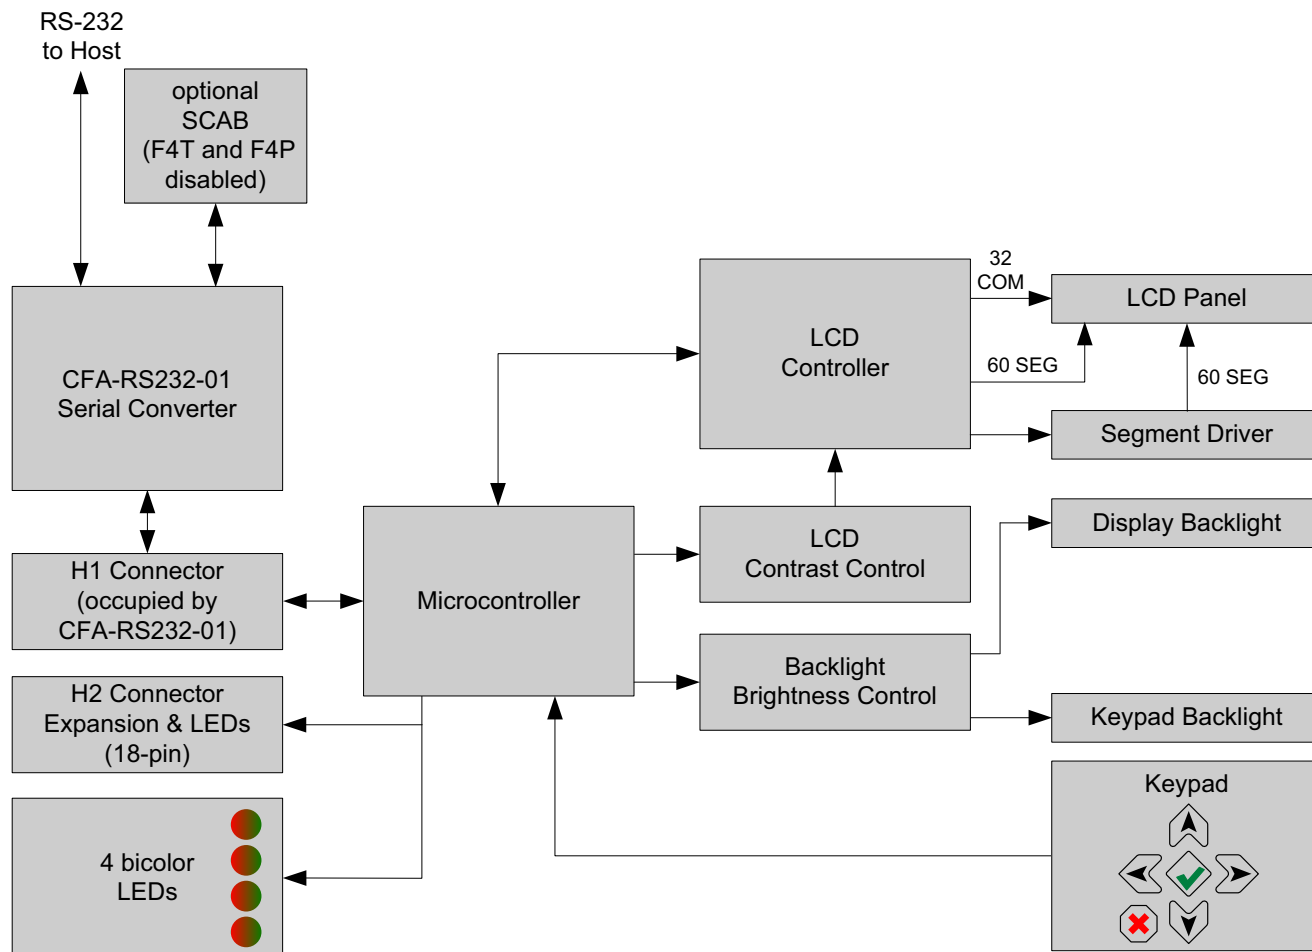 RS-232
to Host
optional
SCAB
(F4T and F4P
disabled)
CFA-RS232-01
Serial Converter
H1 Connector
(occupied by
CFA-RS232-01)
H2 Connector
Expansion & LEDs
(18-pin)
4 bicolor
LEDs
Microcontroller
LCD
Controller
32
COM
60 SEG
LCD Panel
60 SEG
Segment Driver
LCD
Contrast Control
Backlight
Brightness Control
Display Backlight
Keypad Backlight
Keypad